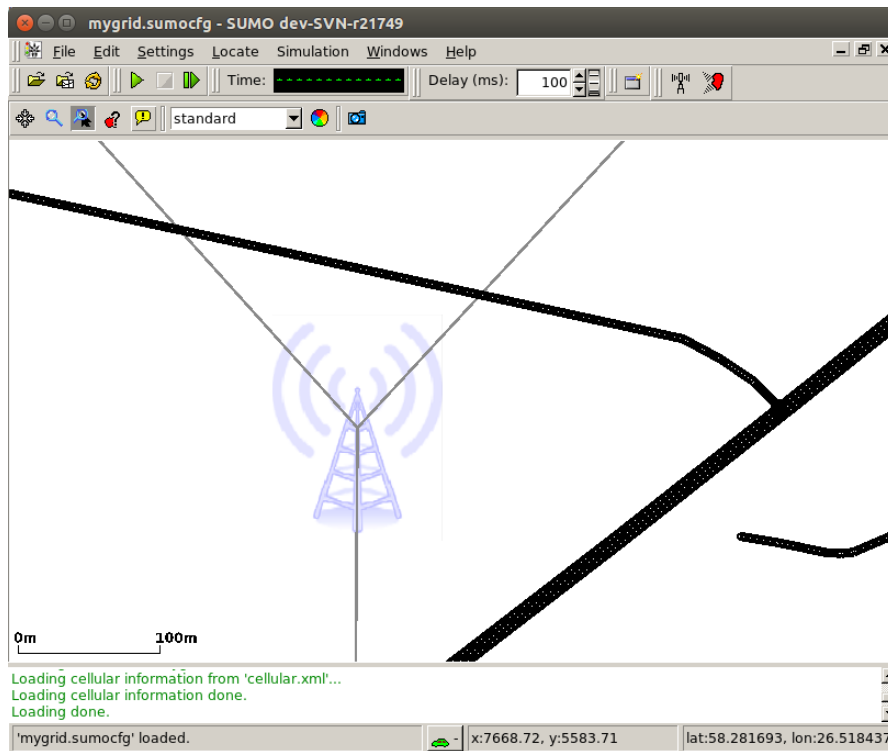 mygrid.sumocfg - SUMO dev-SVN-r21749
File Edit Settings Locate Simulation Windows Help
Time: Delay (ms): 100
standard
0m 100m
Loading cellular information from 'cellular.xml'...
Loading cellular information done.
Loading done.
'mygrid.sumocfg' loaded. x:7668.72, y:5583.71 lat:58.281693, lon:26.518437